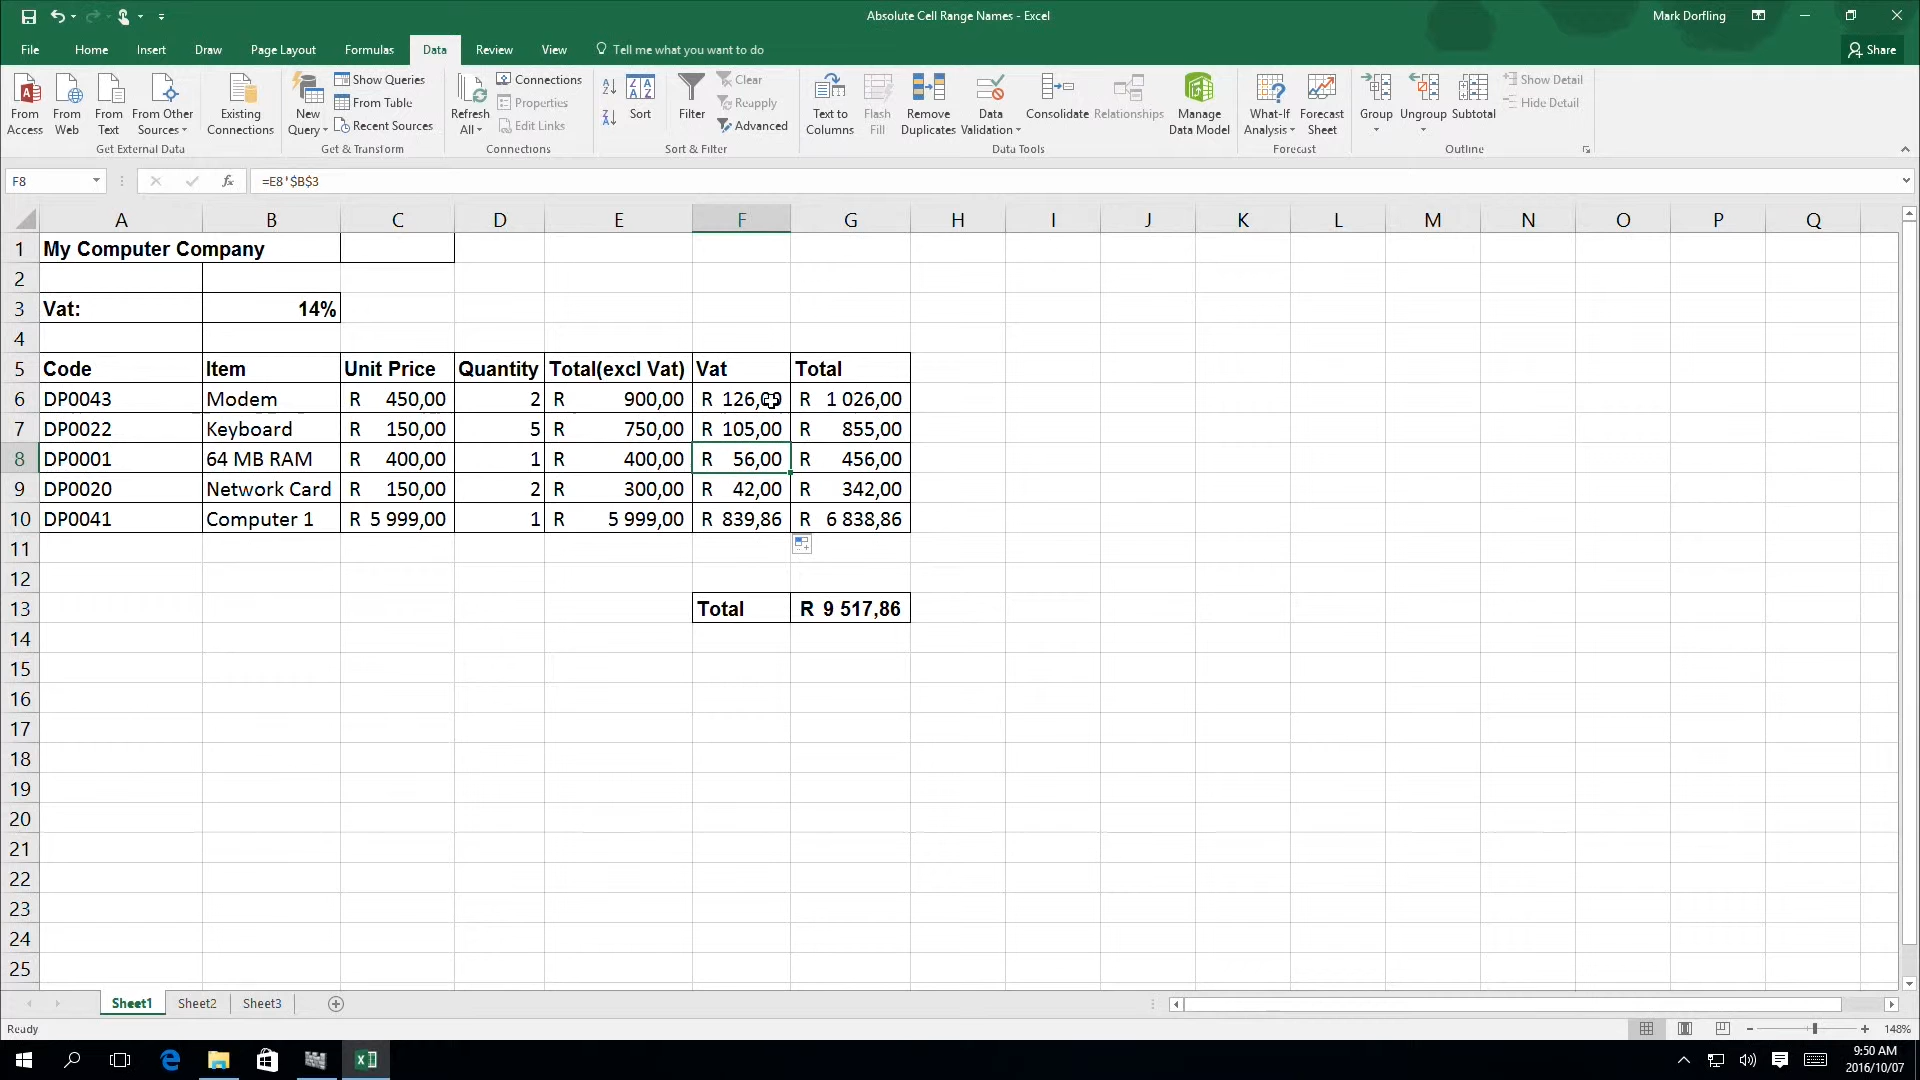 Absolute Cell Range Names - Excel
Mark Dorfling
File Home Insert Draw Page Layout Formulas Data Review View Tell me what you want to do
Share
From Access From Web From Text From Other Sources Existing Connections
Get External Data
New Query Show Queries From Table Recent Sources
Get & Transform
Refresh All Connections Properties Edit Links
Connections
Sort Filter Clear Reapply Advanced
Sort & Filter
Text to Columns Flash Fill Remove Duplicates Data Validation Consolidate Relationships Manage Data Model
Data Tools
What-If Analysis Forecast Sheet
Forecast
Group Ungroup Subtotal Show Detail Hide Detail
Outline
F8 fx =E8*$B$3
A B C D E F G H I J K L M N O P Q
1 My Computer Company
2
3 Vat: 14%
4
5 Code Item Unit Price Quantity Total(excl Vat) Vat Total
6 DP0043 Modem R 450,00 2 R 900,00 R 126,00 R 1 026,00
7 DP0022 Keyboard R 150,00 5 R 750,00 R 105,00 R 855,00
8 DP0001 64 MB RAM R 400,00 1 R 400,00 R 56,00 R 456,00
9 DP0020 Network Card R 150,00 2 R 300,00 R 42,00 R 342,00
10 DP0041 Computer 1 R 5 999,00 1 R 5 999,00 R 839,86 R 6 838,86
11
12
13 Total R 9 517,86
14
15
16
17
18
19
20
21
22
23
24
25
Sheet1 Sheet2 Sheet3
Ready
148%
9:50 AM
2016/10/07